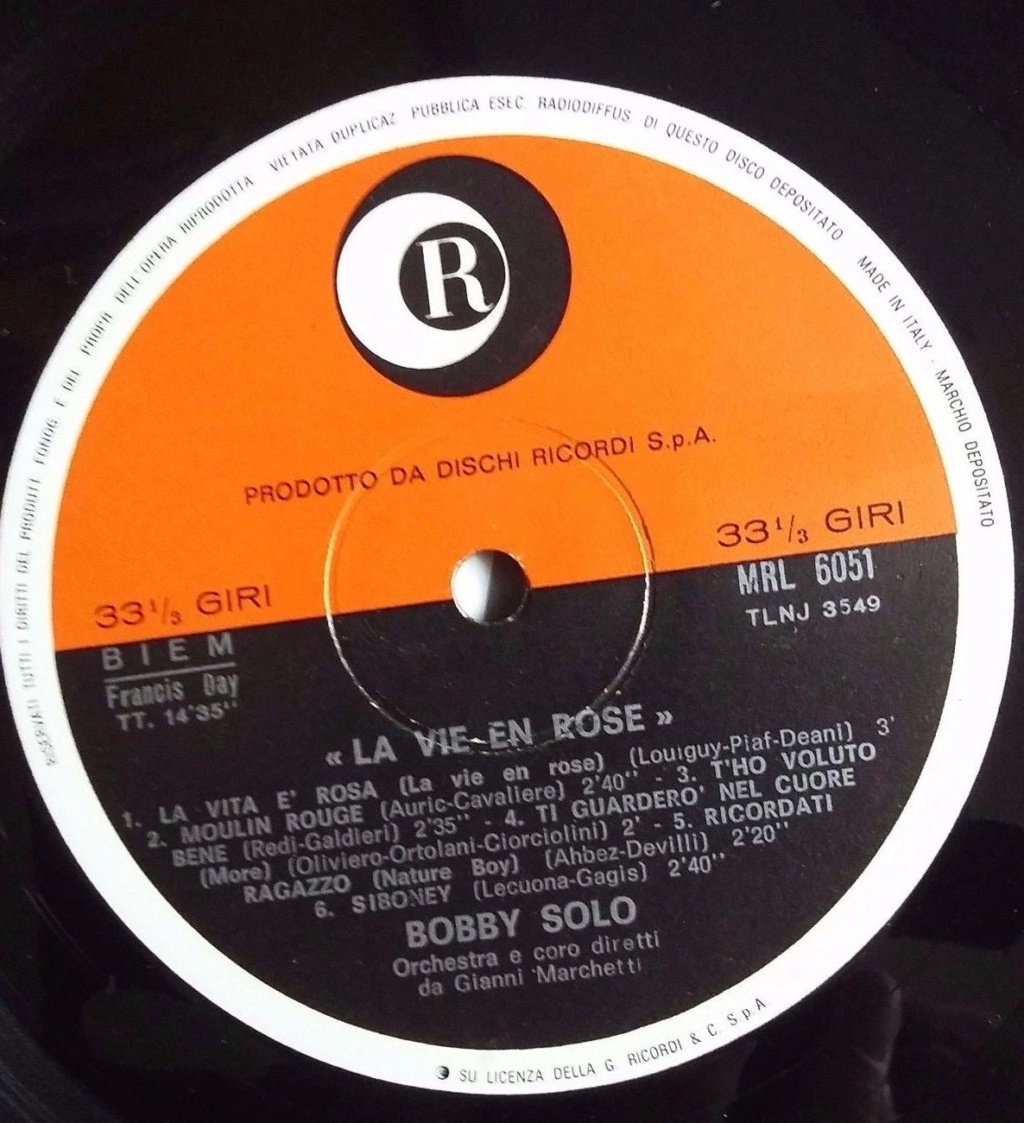 RISERVATI TUTTI I DIRITTI DEL PRODUTT FONOG E DEL PROPR DELL'OPERA RIPRODOTTA VIETATA DUPLICAZ PUBBLICA ESEC RADIODIFFUS DI QUESTO DISCO DEPOSITATO MADE IN ITALY · MARCHIO DEPOSITATO
R
PRODOTTO DA DISCHI RICORDI S.p.A.
33 1/3 GIRI
33 1/3 GIRI
MRL 6051
TLNJ 3549
BIEM
Francis Day
TT. 14'35''
« LA VIE EN ROSE »
1. LA VITA E' ROSA (La vie en rose) (Louiguy-Piaf-Deani) 3'
2. MOULIN ROUGE (Auric-Cavaliere) 2'40'' - 3. T'HO VOLUTO
BENE (Redi-Galdieri) 2'35'' - 4. TI GUARDERO' NEL CUORE
(More) (Oliviero-Ortolani-Ciorciolini) 2' - 5. RICORDATI
RAGAZZO (Nature Boy) (Ahbez-Devilli) 2'20''
6. SIBONEY (Lecuona-Gagis) 2'40''
BOBBY SOLO
Orchestra e coro diretti
da Gianni Marchetti
SU LICENZA DELLA G. RICORDI & C. S.p.A